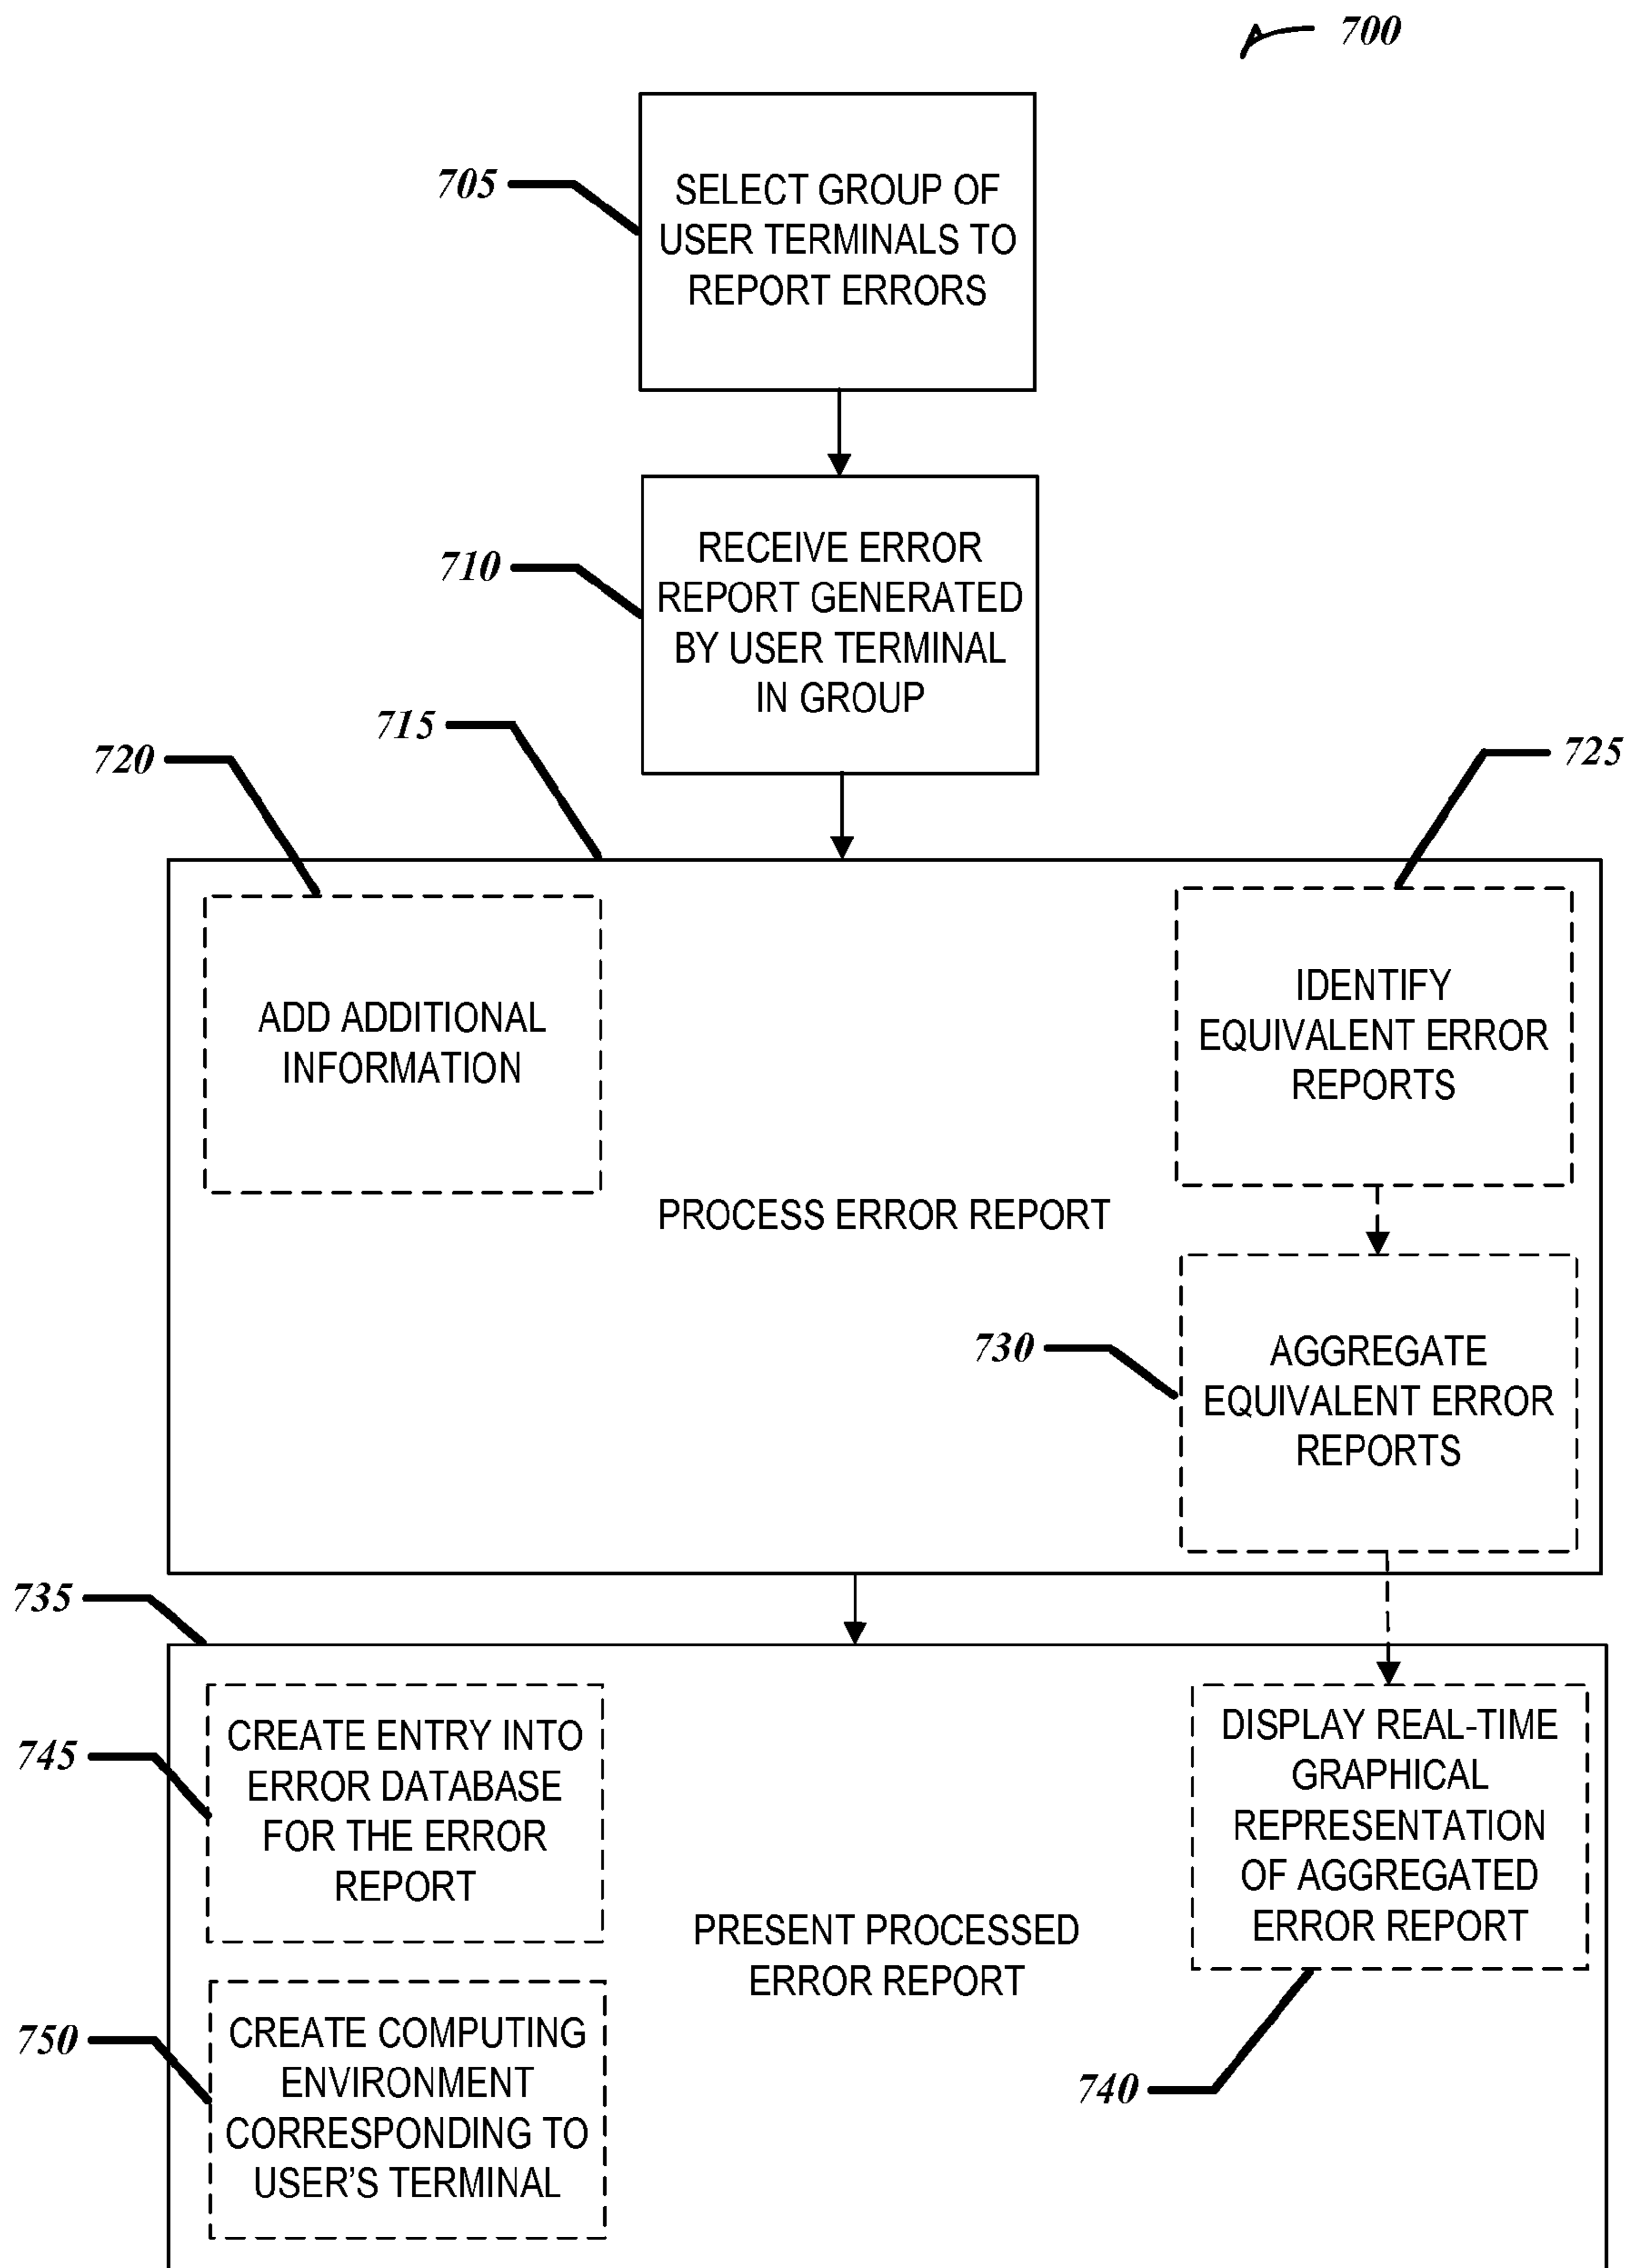 700
705
SELECT GROUP OF
USER TERMINALS TO
REPORT ERRORS
710
RECEIVE ERROR
REPORT GENERATED
BY USER TERMINAL
IN GROUP
715
720
725
ADD ADDITIONAL
INFORMATION
IDENTIFY
EQUIVALENT ERROR
REPORTS
PROCESS ERROR REPORT
730
AGGREGATE
EQUIVALENT ERROR
REPORTS
735
745
CREATE ENTRY INTO
ERROR DATABASE
FOR THE ERROR
REPORT
DISPLAY REAL-TIME
GRAPHICAL
REPRESENTATION
OF AGGREGATED
ERROR REPORT
PRESENT PROCESSED
ERROR REPORT
750
CREATE COMPUTING
ENVIRONMENT
CORRESPONDING TO
USER'S TERMINAL
740